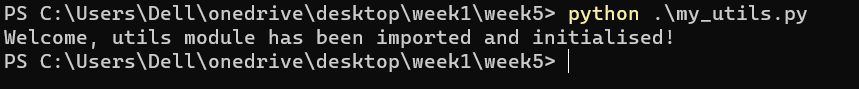 PS C:\Users\Dell\onedrive\desktop\week1\week5> python .\my_utils.py
Welcome, utils module has been imported and initialised!
PS C:\Users\Dell\onedrive\desktop\week1\week5>